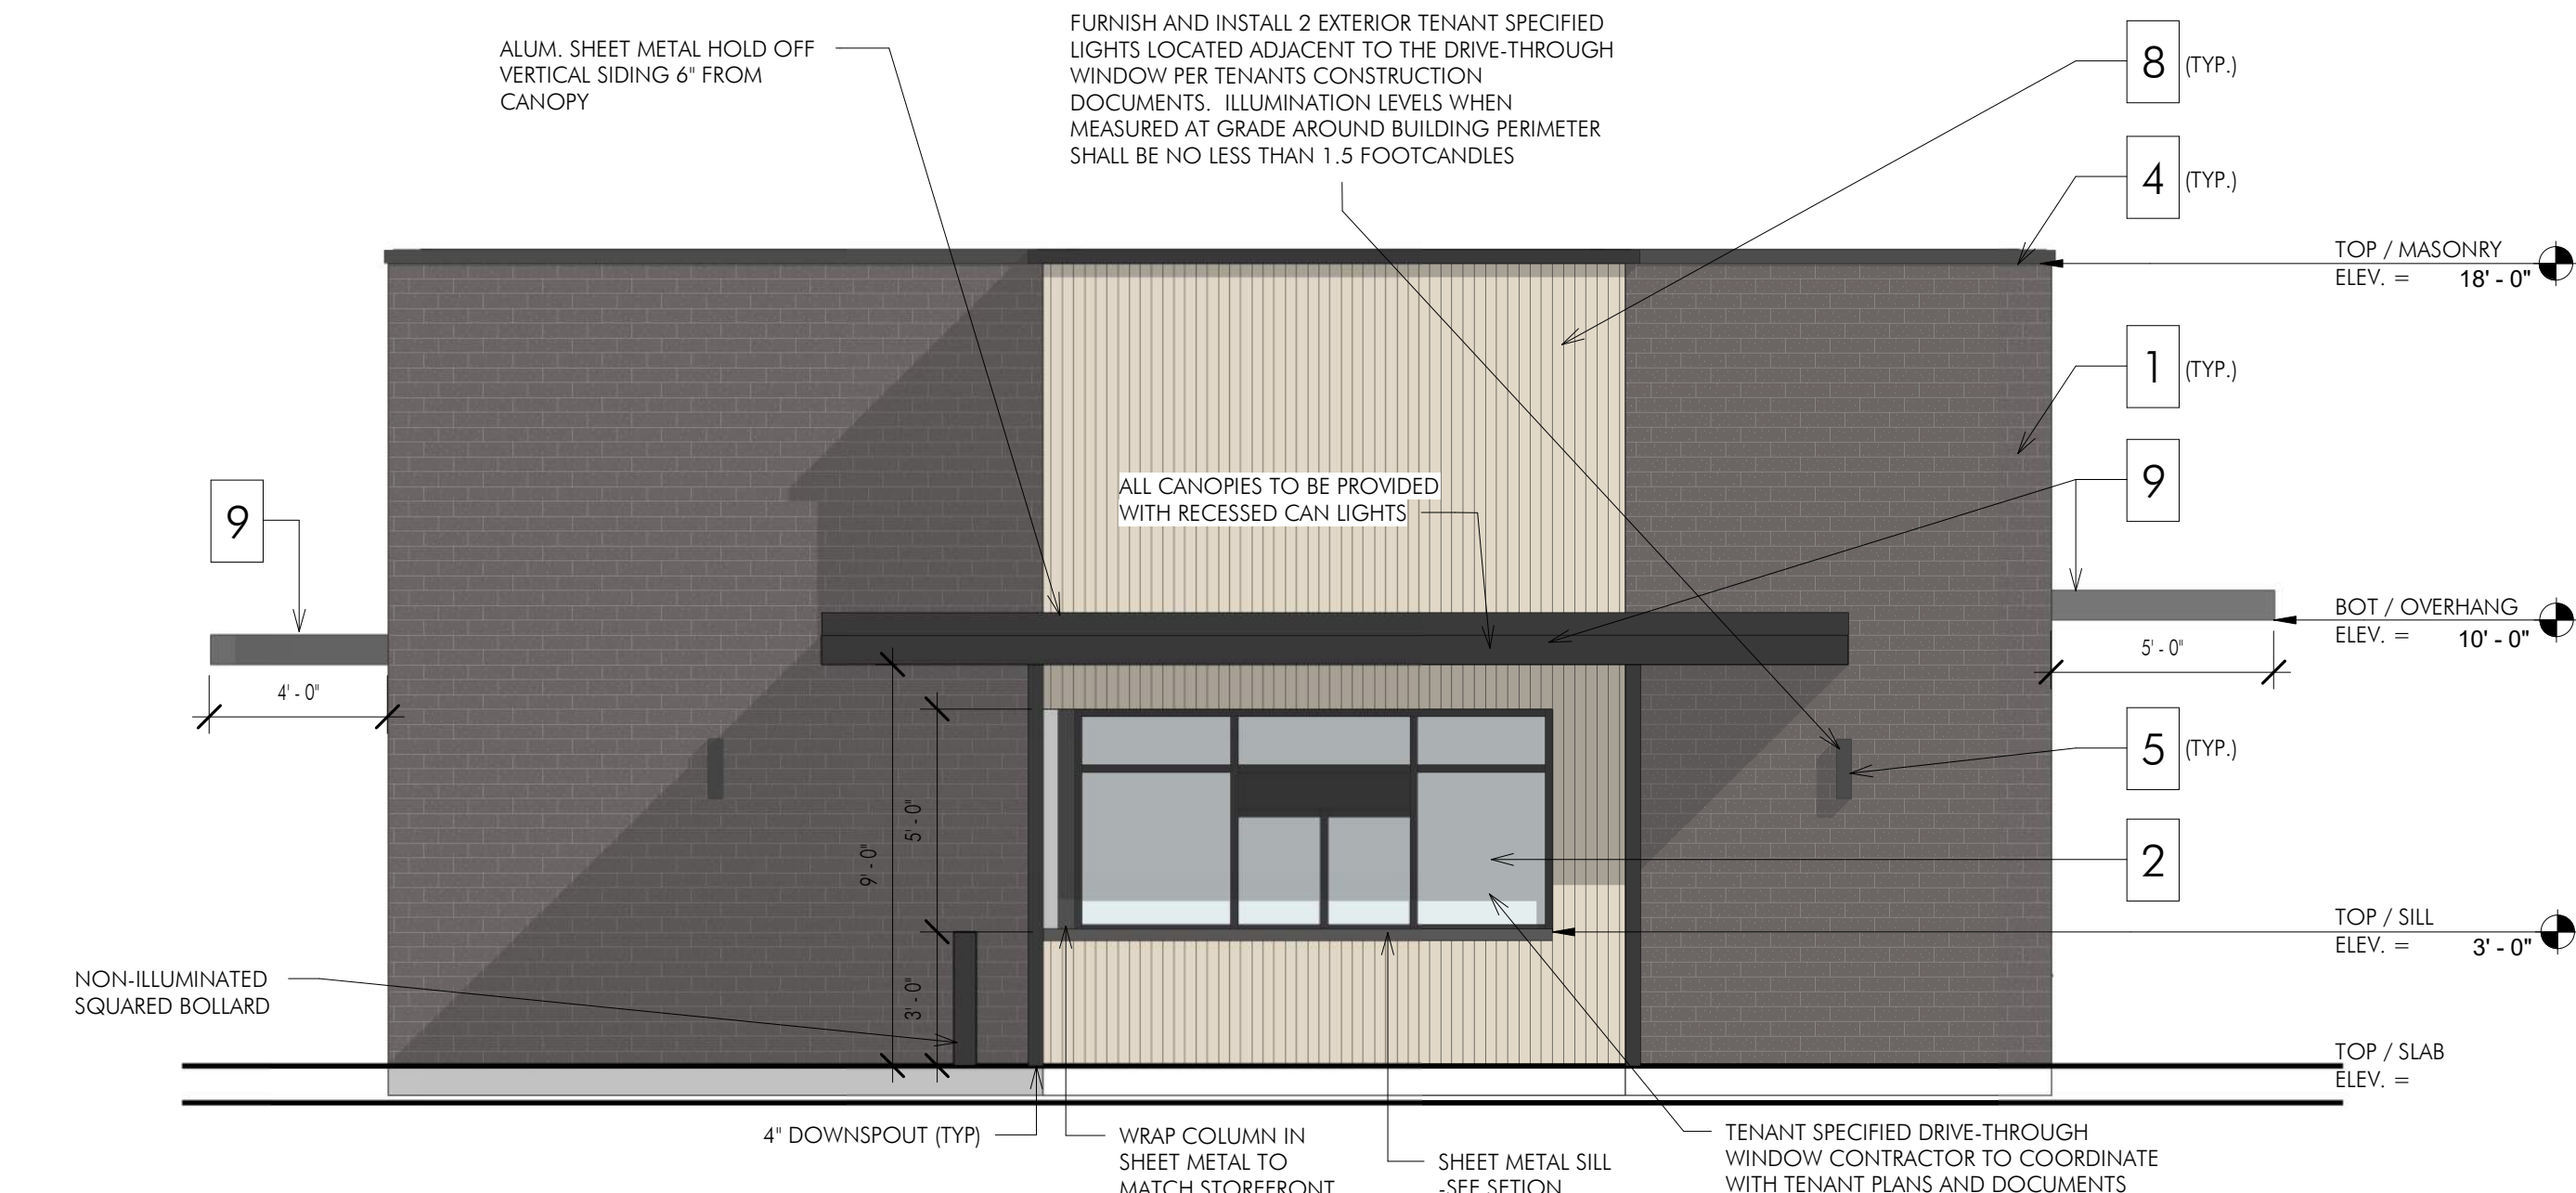 FURNISH AND INSTALL 2 EXTERIOR TENANT SPECIFIED
LIGHTS LOCATED ADJACENT TO THE DRIVE-THROUGH
WINDOW PER TENANTS CONSTRUCTION
DOCUMENTS. ILLUMINATION LEVELS WHEN
MEASURED AT GRADE AROUND BUILDING PERIMETER
SHALL BE NO LESS THAN 1.5 FOOTCANDLES
ALUM. SHEET METAL HOLD OFF
VERTICAL SIDING 6" FROM
CANOPY
8 (TYP.)
4 (TYP.)
TOP / MASONRY
ELEV. = 18' - 0"
1 (TYP.)
9
ALL CANOPIES TO BE PROVIDED
WITH RECESSED CAN LIGHTS
9
BOT / OVERHANG
ELEV. = 10' - 0"
5' - 0"
4' - 0"
5 (TYP.)
5' - 0"
9' - 0"
2
TOP / SILL
ELEV. = 3' - 0"
NON-ILLUMINATED
SQUARED BOLLARD
3' - 0"
TOP / SLAB
ELEV. =
4" DOWNSPOUT (TYP)
WRAP COLUMN IN
SHEET METAL TO
MATCH STOREFRONT
SHEET METAL SILL
-SEE SETION
TENANT SPECIFIED DRIVE-THROUGH
WINDOW CONTRACTOR TO COORDINATE
WITH TENANT PLANS AND DOCUMENTS